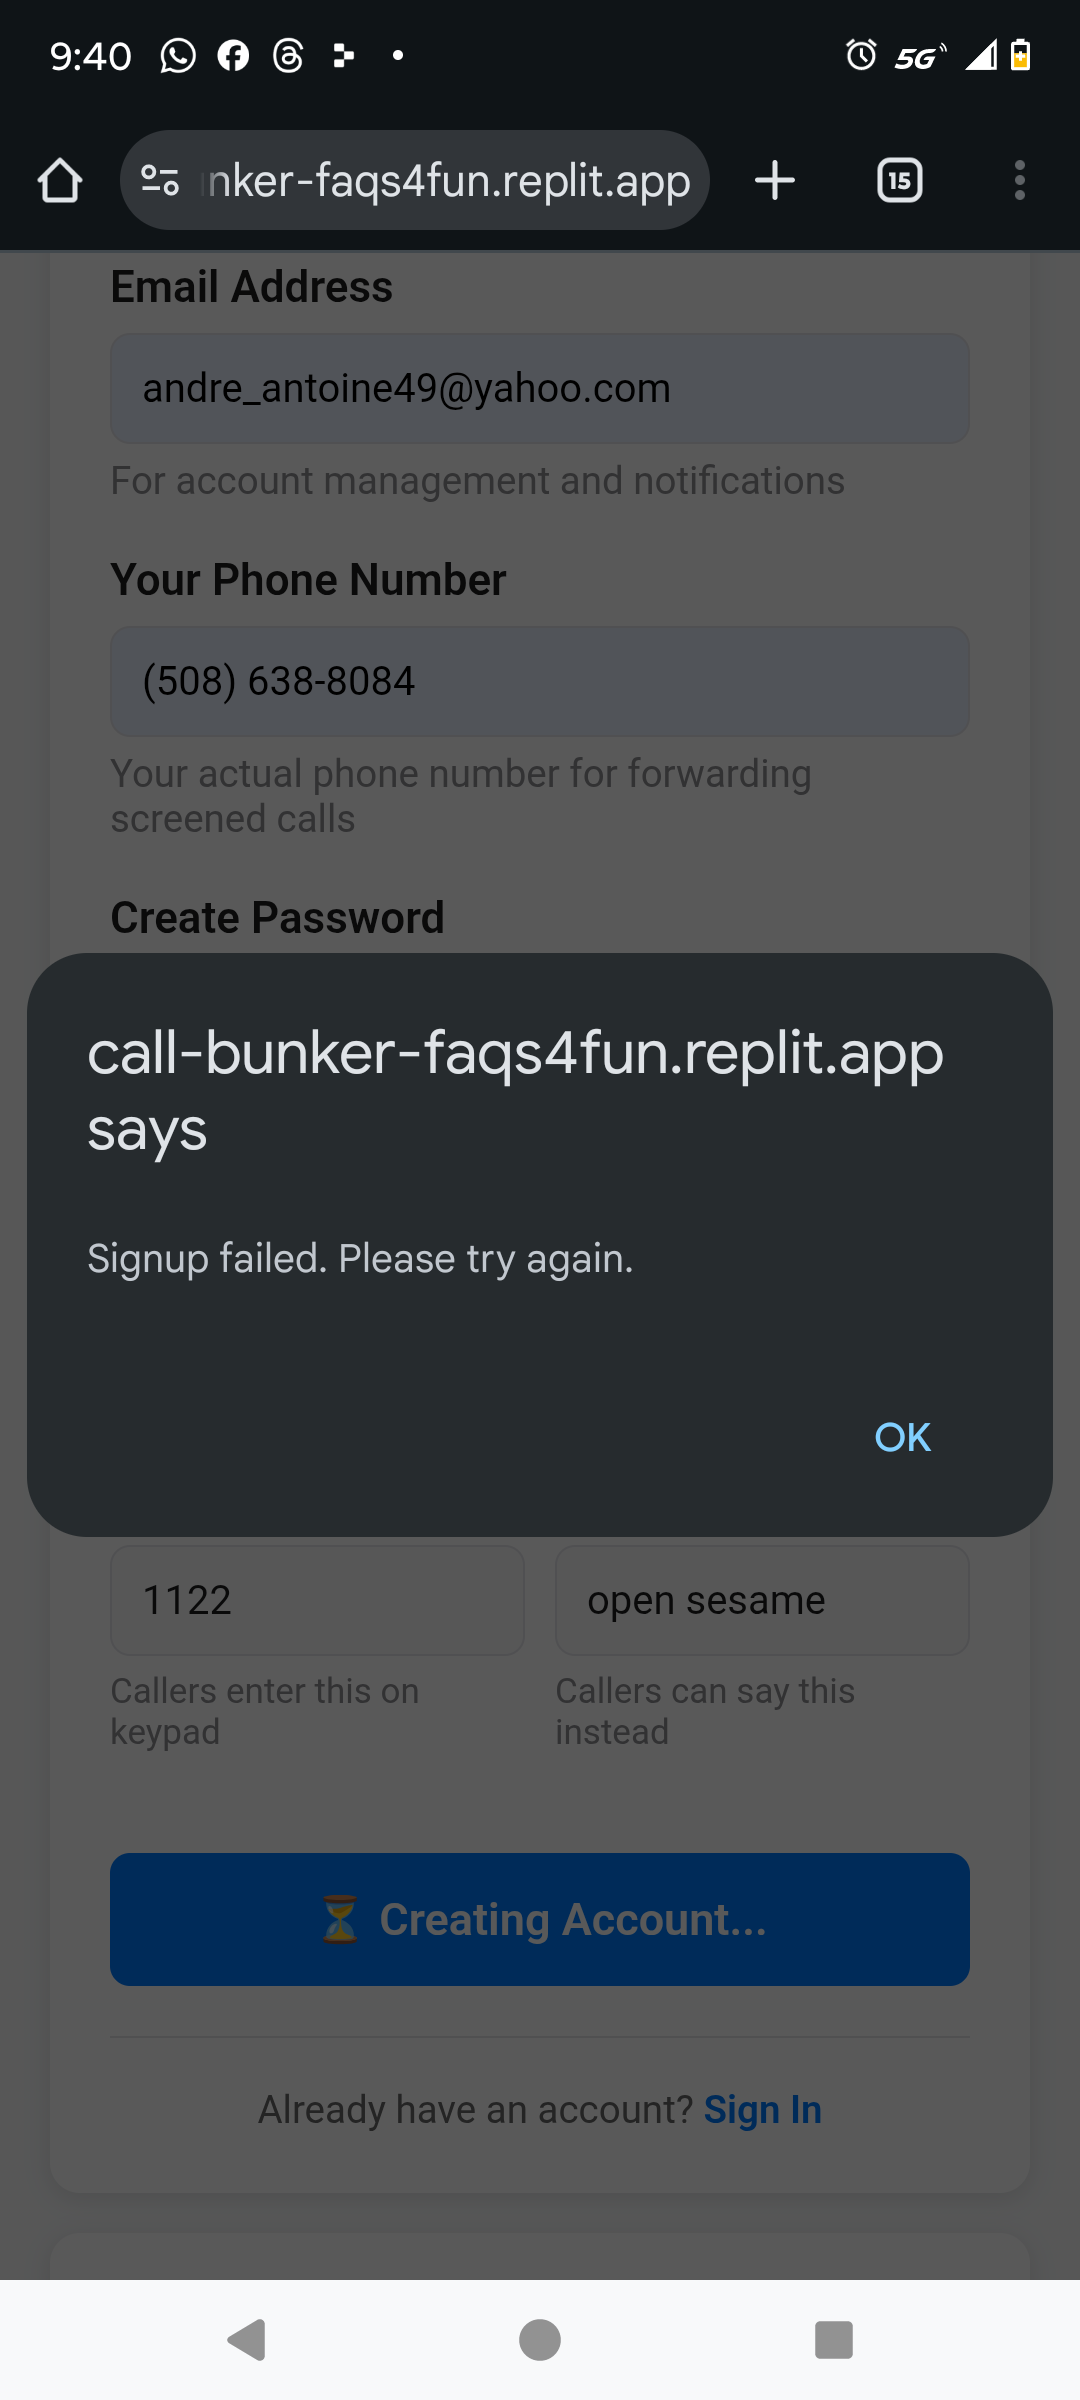 9:40
5G
nker-faqs4fun.replit.app
15
Email Address
andre_antoine49@yahoo.com
For account management and notifications
Your Phone Number
(508) 638-8084
Your actual phone number for forwarding
screened calls
Create Password
call-bunker-faqs4fun.replit.app
says
Signup failed. Please try again.
OK
1122
open sesame
Callers enter this on
keypad
Callers can say this
instead
⏳ Creating Account...
Already have an account? Sign In